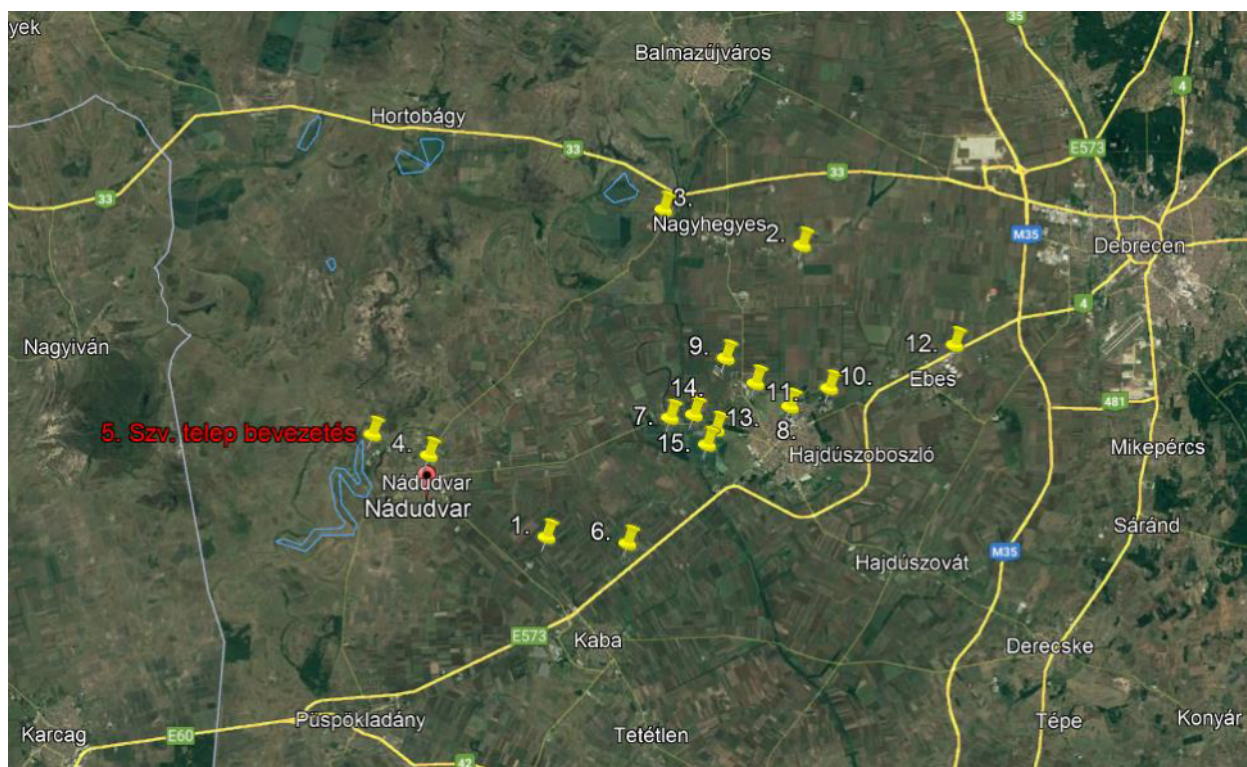 yek
35
Balmazújváros
4
Hortobágy
E573
33
33
33
3.
Nagyhegyes
2.
M35
Debrecen
4
Nagyiván
9.
12.
Ebes
10.
11.
14.
7.
13.
481
5. Szv. telep bevezetés
4.
15.
8.
Hajdúszoboszló
Mikepércs
Nádudvar
Nádudvar
1.
6.
Sáránd
M35
Hajdúszovát
E573
Kaba
Derecske
Püspökladány
Karcag
E60
Tetétlen
Tépe
Konyár
42